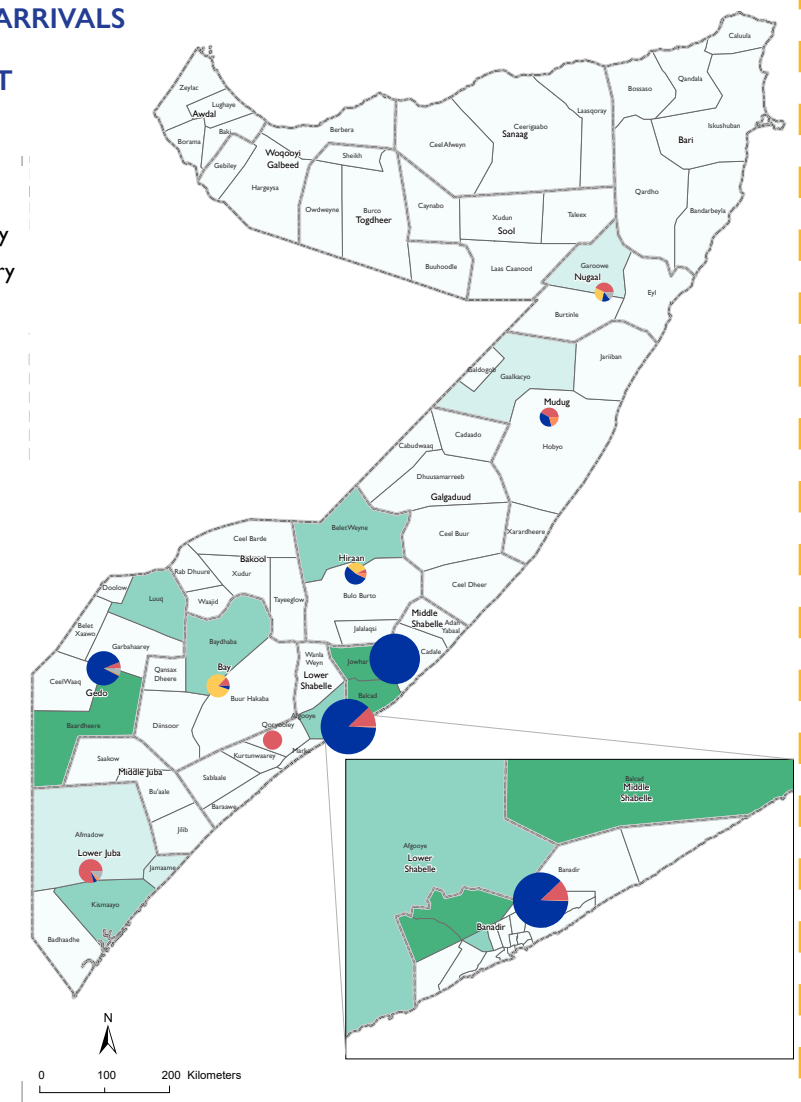 ARRIVALS
T
y
ry
Caluula
Qandala
Bossaso
Zeylac
Lughaye
Awdal
Laasqoray
Iskushuban
Ceerigaabo
Sanaag
Berbera
Baki
Borama
CeelAfweyn
Bari
Woqooyi
Galbeed
Sheikh
Gebiley
Hargeysa
Qardho
Caynabo
Owdweyne
Burco
Togdheer
Xudun
Taleex
Bandarbeyla
Sool
Buuhoodle
Laas Caanood
Garoowe
Nugaal
Eyl
Burtinle
Jariiban
Galdogob
Gaalkacyo
Mudug
Cadaado
Cabudwaaq
Hobyo
Dhuusamarreeb
Galgaduud
BeletWeyne
Ceel Buur
Xarardheere
Ceel Barde
Bakool
Hiraan
Rab Dhuure
Xudur
Ceel Dheer
Doolow
Luuq
Waajid
Tayeeglow
Bulo Burto
Middle
Shabelle
Adan
Yabaal
Belet
Xaawo
Jalalaqsi
Garbahaarey
Baydhaba
Wanla
Weyn
Cadale
Jowhar
CeelWaaq
Qansax
Dheere
Bay
Lower
Shabelle
Gedo
Buur Hakaba
Balcad
Afgooye
Baardheere
Diinsoor
Qoryooley
Marka
Saakow
Kurtunwaarey
Middle Juba
Sablaale
Bu'aale
Baraawe
Balcad
Middle
Shabelle
Afmadow
Jilib
Afgooye
Lower Juba
Lower
Shabelle
Jamaame
Banadir
Kismaayo
Banadir
Badhaadhe
N
0 100 200 Kilometers